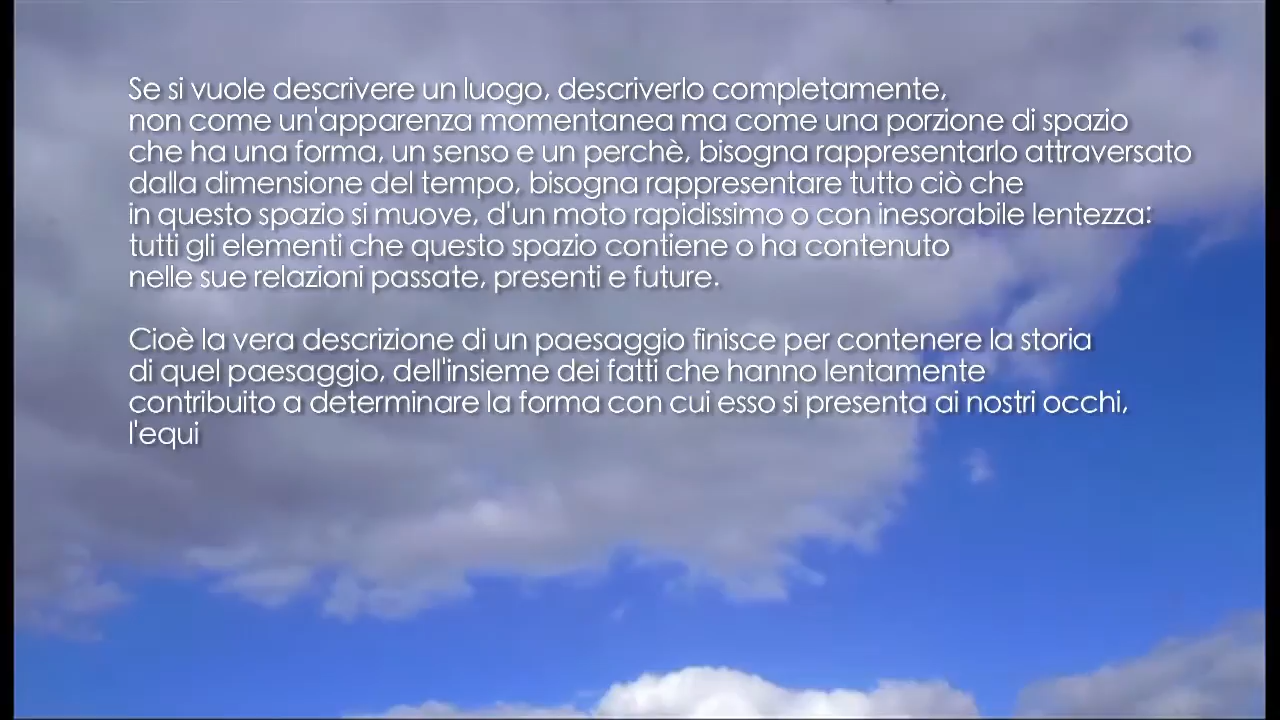 Se si vuole descrivere un luogo, descriverlo completamente,
non come un'apparenza momentanea ma come una porzione di spazio
che ha una forma, un senso e un perchè, bisogna rappresentarlo attraversato
dalla dimensione del tempo, bisogna rappresentare tutto ciò che
in questo spazio si muove, d'un moto rapidissimo o con inesorabile lentezza:
tutti gli elementi che questo spazio contiene o ha contenuto
nelle sue relazioni passate, presenti e future.
Cioè la vera descrizione di un paesaggio finisce per contenere la storia
di quel paesaggio, dell'insieme dei fatti che hanno lentamente
contribuito a determinare la forma con cui esso si presenta ai nostri occhi,
l'equi